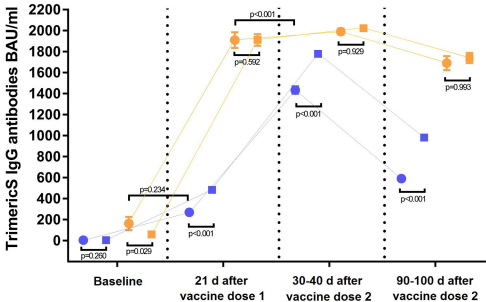 TrimericS IgG antibodies BAU/ml
2200
2000
1800
1600
1400
1200
1000
800
600
400
200
0
p<0.001
p=0.592
p=0.929
p=0.993
p<0.001
p=0.234
p<0.001
p<0.001
p=0.260
p=0.029
Baseline
21 d after
vaccine dose 1
30-40 d after
vaccine dose 2
90-100 d after
vaccine dose 2